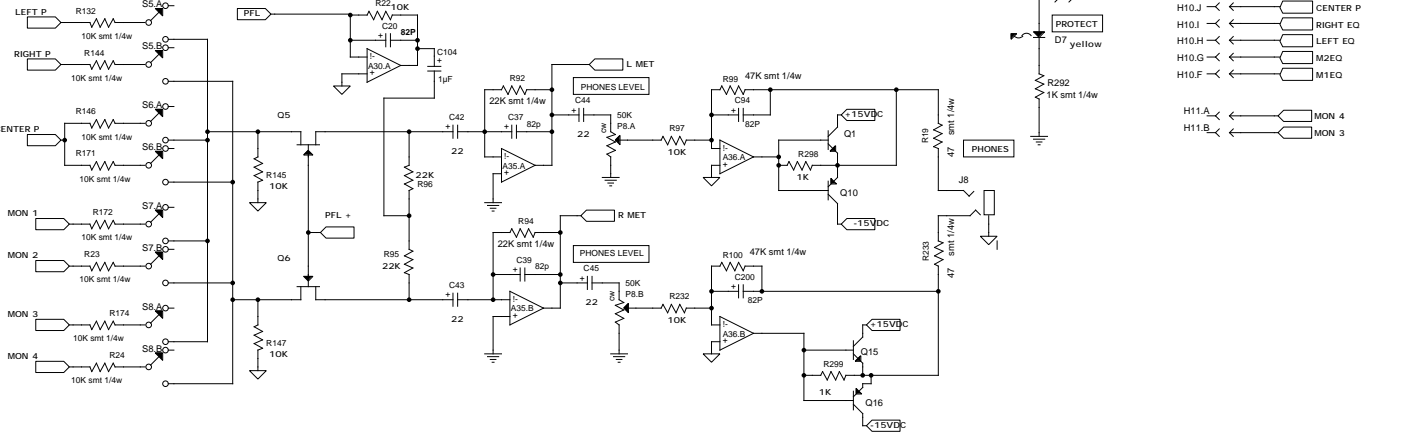 LEFT P
R132
10K smt 1/4w
S5.A
RIGHT P
R144
10K smt 1/4w
S5.B
R146
10K smt 1/4w
S6.A
ENTER P
R171
10K smt 1/4w
S6.B
MON 1
R172
10K smt 1/4w
S7.A
MON 2
R23
10K smt 1/4w
S7.B
MON 3
R174
10K smt 1/4w
S8.A
MON 4
R24
10K smt 1/4w
S8.B
PFL
R22
10K
C20
82P
A30.A
C104
1µF
Q5
R145
10K
PFL +
Q6
R147
10K
22K
R96
R95
22K
C42
22
R92
22K smt 1/4w
C37
82p
A35.A
L MET
PHONES LEVEL
C44
22
50K
P8.A
CW
R97
10K
R99
47K smt 1/4w
C94
82P
A36.A
R298
1K
+15VDC
Q1
Q10
-15VDC
R19
47
smt 1/4w
PHONES
J8
C43
22
R94
22K smt 1/4w
C39
82p
A35.B
R MET
PHONES LEVEL
C45
22
50K
P8.B
CW
R232
10K
R100
47K smt 1/4w
C200
82P
A36.B
R299
1K
+15VDC
Q15
Q16
-15VDC
R233
47
smt 1/4w
PROTECT
D7
yellow
R292
1K smt 1/4w
H10.J
CENTER P
H10.I
RIGHT EQ
H10.H
LEFT EQ
H10.G
M2EQ
H10.F
M1EQ
H11.A
MON 4
H11.B
MON 3